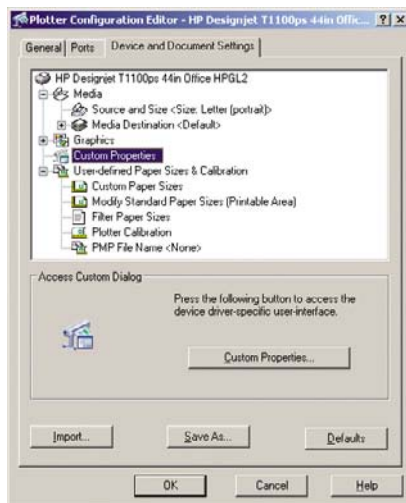 Plotter Configuration Editor - HP Designjet T1100ps 44in Offic...
General
Ports
Device and Document Settings
HP Designjet T1100ps 44in Office HPGL2
Media
Source and Size <Size: Letter (portrait)>
Media Destination <Default>
Graphics
Custom Properties
User-defined Paper Sizes & Calibration
Custom Paper Sizes
Modify Standard Paper Sizes (Printable Area)
Filter Paper Sizes
Plotter Calibration
PMP File Name <None>
Access Custom Dialog
Press the following button to access the
device driver-specific user-interface.
Custom Properties...
Import...
Save As...
Defaults
OK
Cancel
Help